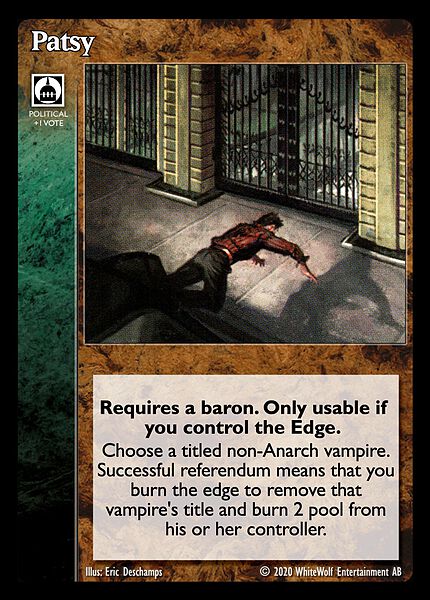 Patsy
POLITICAL
+1 VOTE
Requires a baron. Only usable if
you control the Edge.
Choose a titled non-Anarch vampire.
Successful referendum means that you
burn the edge to remove that
vampire's title and burn 2 pool from
his or her controller.
Illus: Eric Deschamps
© 2020 WhiteWolf Entertainment AB